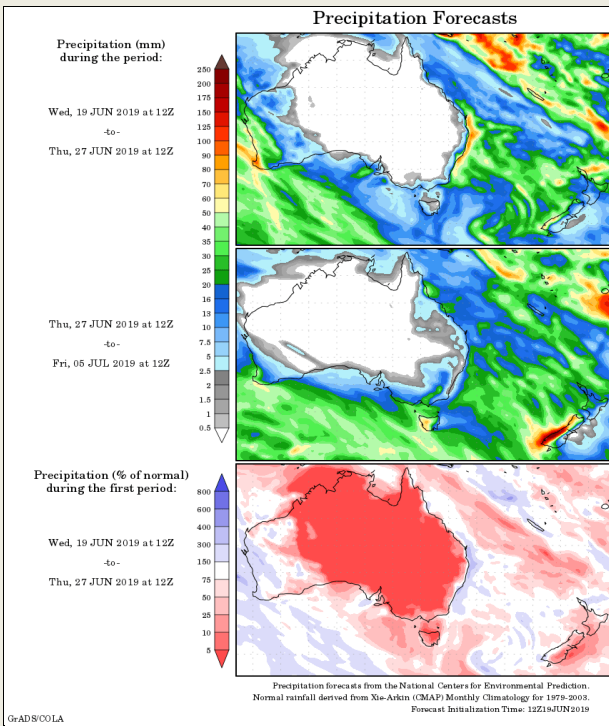 Precipitation Forecasts
Precipitation (mm)
during the period:
Wed, 19 JUN 2019 at 12Z
-to-
Thu, 27 JUN 2019 at 12Z
250
200
175
150
125
100
90
80
70
60
50
40
35
30
25
20
16
13
10
7.5
5
2.5
2
1.5
1
0.5
Thu, 27 JUN 2019 at 12Z
-to-
Fri, 05 JUL 2019 at 12Z
Precipitation (% of normal)
during the first period:
Wed, 19 JUN 2019 at 12Z
-to-
Thu, 27 JUN 2019 at 12Z
800
600
400
300
150
75
50
25
10
5
Precipitation forecasts from the National Centers for Environmental Prediction.
Normal rainfall derived from Xie-Arkin (CMAP) Monthly Climatology for 1979-2003.
Forecast Initialization Time: 12Z19JUN2019
GrADS/COLA